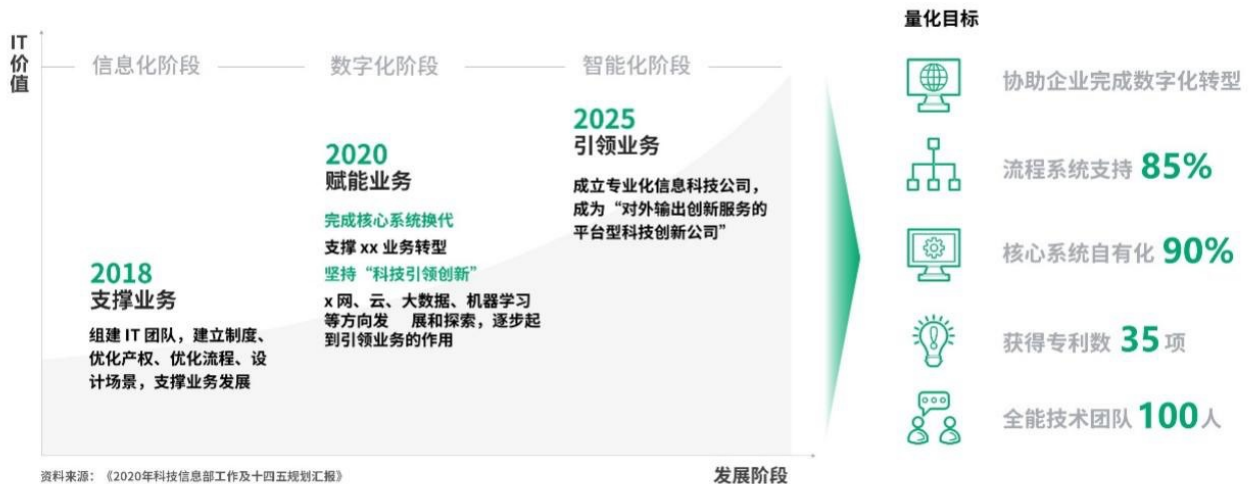 IT
价
值
信息化阶段
数字化阶段
智能化阶段
2018
支撑业务
组建 IT 团队，建立制度、
优化产权、优化流程、设
计场景，支撑业务发展
2020
赋能业务
完成核心系统换代
支撑 xx 业务转型
坚持“科技引领创新”
x 网、云、大数据、机器学习
等方向发 展和探索，逐步起
到引领业务的作用
2025
引领业务
成立专业化信息科技公司，
成为“对外输出创新服务的
平台型科技创新公司”
发展阶段
资料来源：《2020年科技信息部工作及十四五规划汇报》
量化目标
协助企业完成数字化转型
流程系统支持 85%
核心系统自有化 90%
获得专利数 35 项
全能技术团队 100人